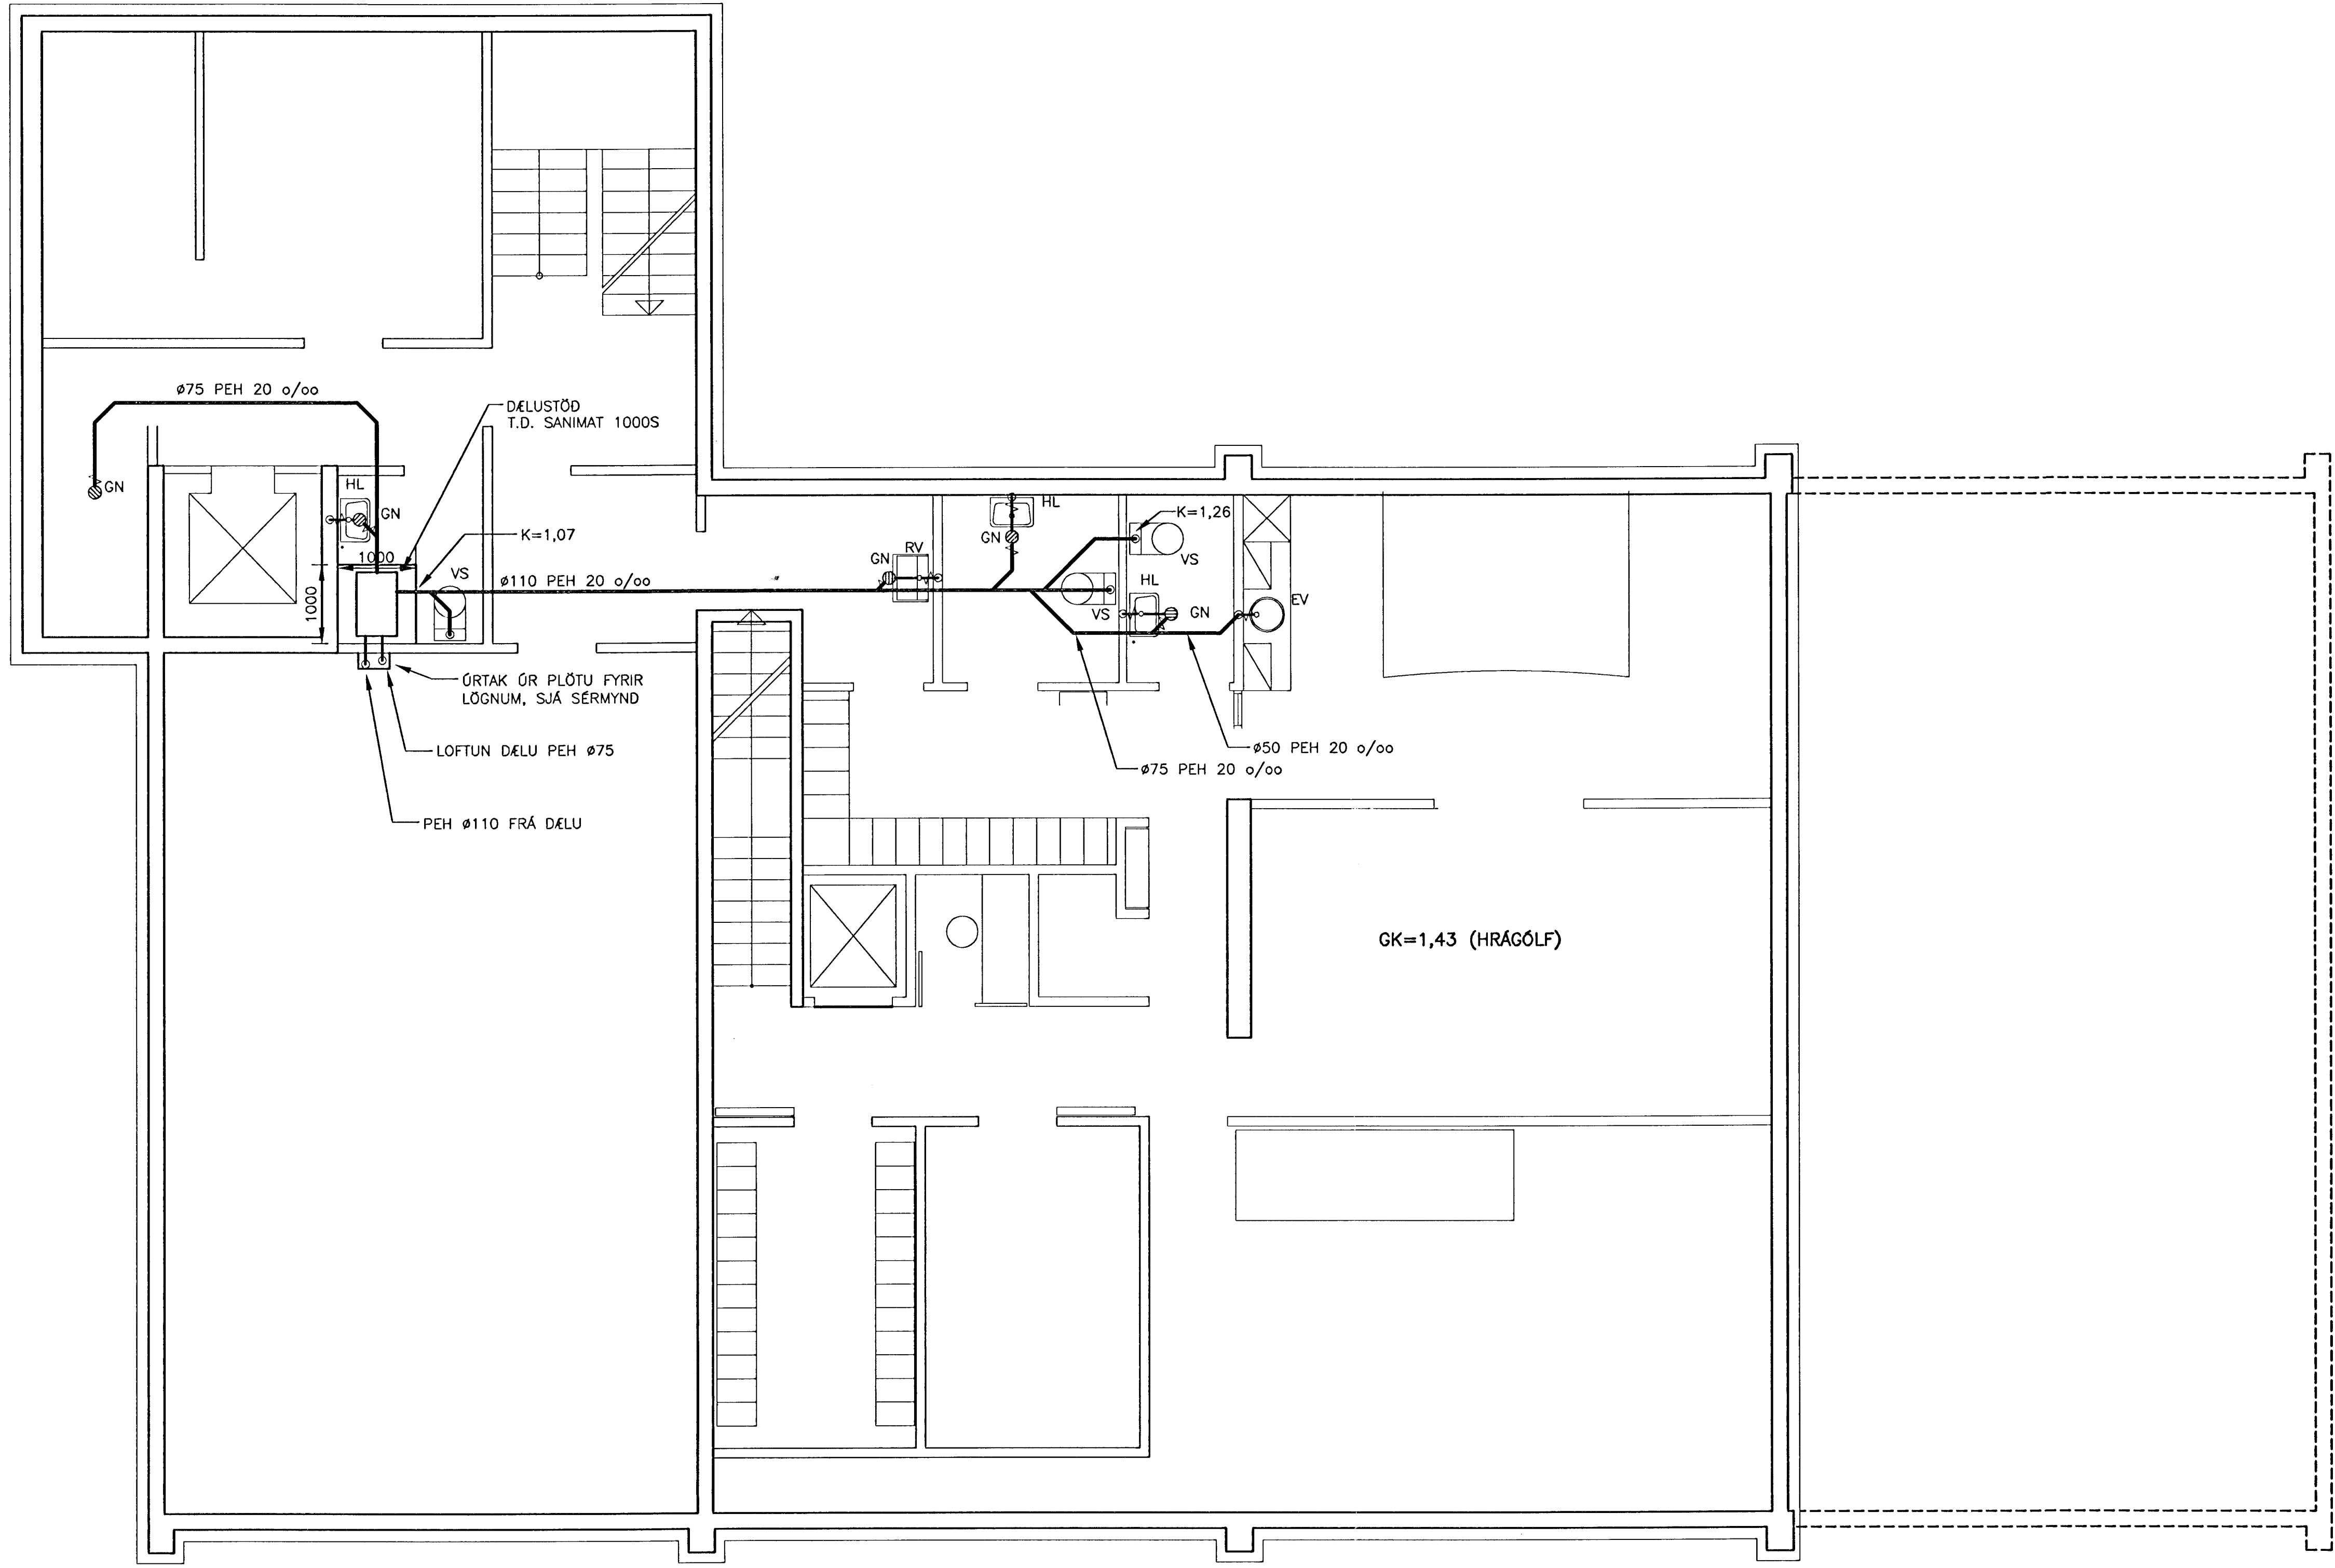 ø75 PEH 20 o/oo
DÆLUSTÖÐ
T.D. SANIMAT 1000S
GN
HL
GN
1000
1000
K=1,07
VS
ø110 PEH 20 o/oo
GN
RV
GN
HL
K=1,26
VS
HL
VS
GN
EV
ÚRTAK ÚR PLÖTU FYRIR
LÖGNUM, SJÁ SÉRMYND
LOFTUN DÆLU PEH ø75
PEH ø110 FRÁ DÆLU
ø50 PEH 20 o/oo
ø75 PEH 20 o/oo
GK=1,43 (HRÁGÓLF)